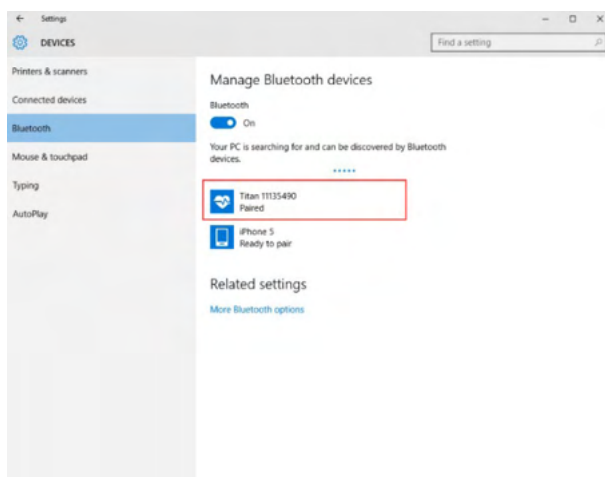 Settings
DEVICES
Find a setting
Printers & scanners
Connected devices
Bluetooth
Mouse & touchpad
Typing
AutoPlay
Manage Bluetooth devices
Bluetooth
On
Your PC is searching for and can be discovered by Bluetooth
devices.
Titan 11135490
Paired
iPhone 5
Ready to pair
Related settings
More Bluetooth options